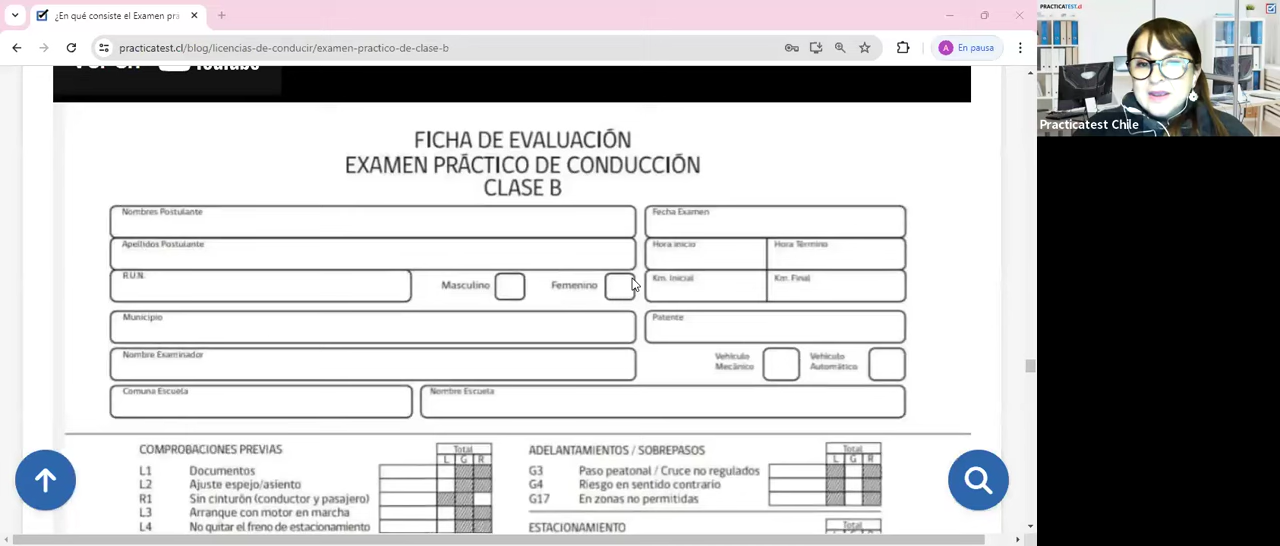 ¿En qué consiste el Examen pra
practicatest.cl/blog/licencias-de-conducir/examen-practico-de-clase-b
A
En pausa
PRACTICATEST.CL
Practicatest Chile
YouTube
FICHA DE EVALUACIÓN
EXAMEN PRÁCTICO DE CONDUCCIÓN
CLASE B
Nombres Postulante
Fecha Examen
Apellidos Postulante
Hora inicio
Hora Término
R.U.N.
Masculino
Femenino
Km. Inicial
Km. Final
Municipio
Patente
Nombre Examinador
Vehículo Mecánico
Vehículo Automático
Comuna Escuela
Nombre Escuela
COMPROBACIONES PREVIAS
Total
L G R
L1 Documentos
L2 Ajuste espejo/asiento
R1 Sin cinturón (conductor y pasajero)
L3 Arranque con motor en marcha
L4 No quitar el freno de estacionamiento
ADELANTAMIENTOS / SOBREPASOS
Total
L G R
G3 Paso peatonal / Cruce no regulados
G4 Riesgo en sentido contrario
G17 En zonas no permitidas
ESTACIONAMIENTO
Total